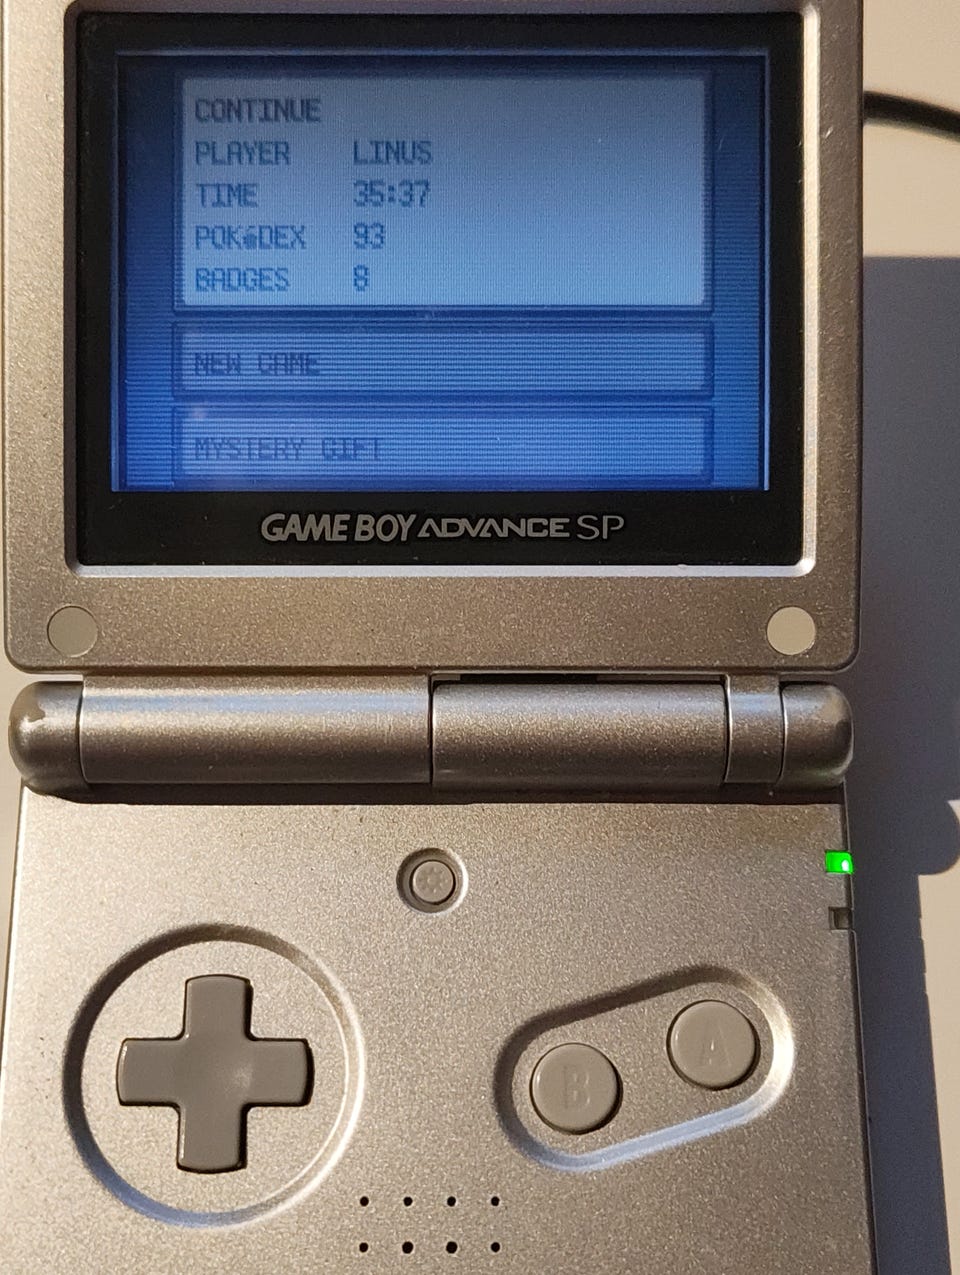 CONTINUE
PLAYER LINUS
TIME 35:37
POKéDEX 93
BADGES 8
NEW GAME
MYSTERY GIFT
GAME BOY ADVANCE SP
A
B